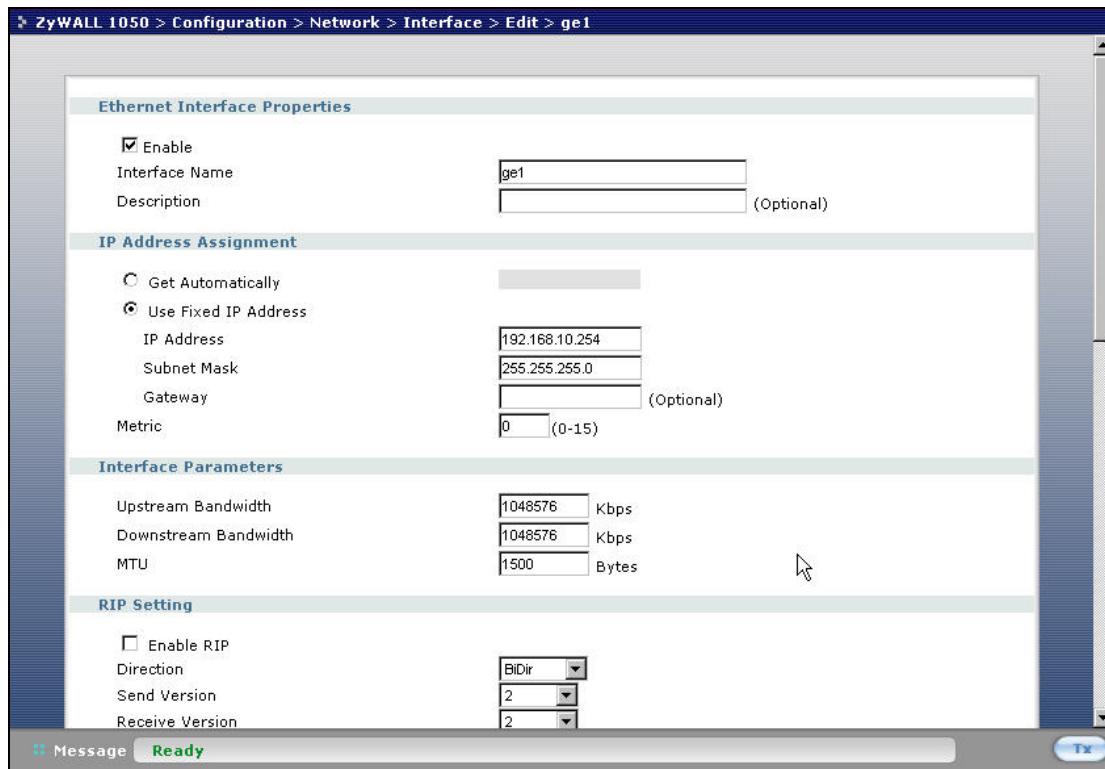 ZyWALL 1050 > Configuration > Network > Interface > Edit > ge1
Ethernet Interface Properties
Enable
Interface Name ge1
Description (Optional)
IP Address Assignment
Get Automatically
Use Fixed IP Address
IP Address 192.168.10.254
Subnet Mask 255.255.255.0
Gateway (Optional)
Metric 0 (0-15)
Interface Parameters
Upstream Bandwidth 1048576 Kbps
Downstream Bandwidth 1048576 Kbps
MTU 1500 Bytes
RIP Setting
Enable RIP
Direction BiDir
Send Version 2
Receive Version 2
Message Ready Tx